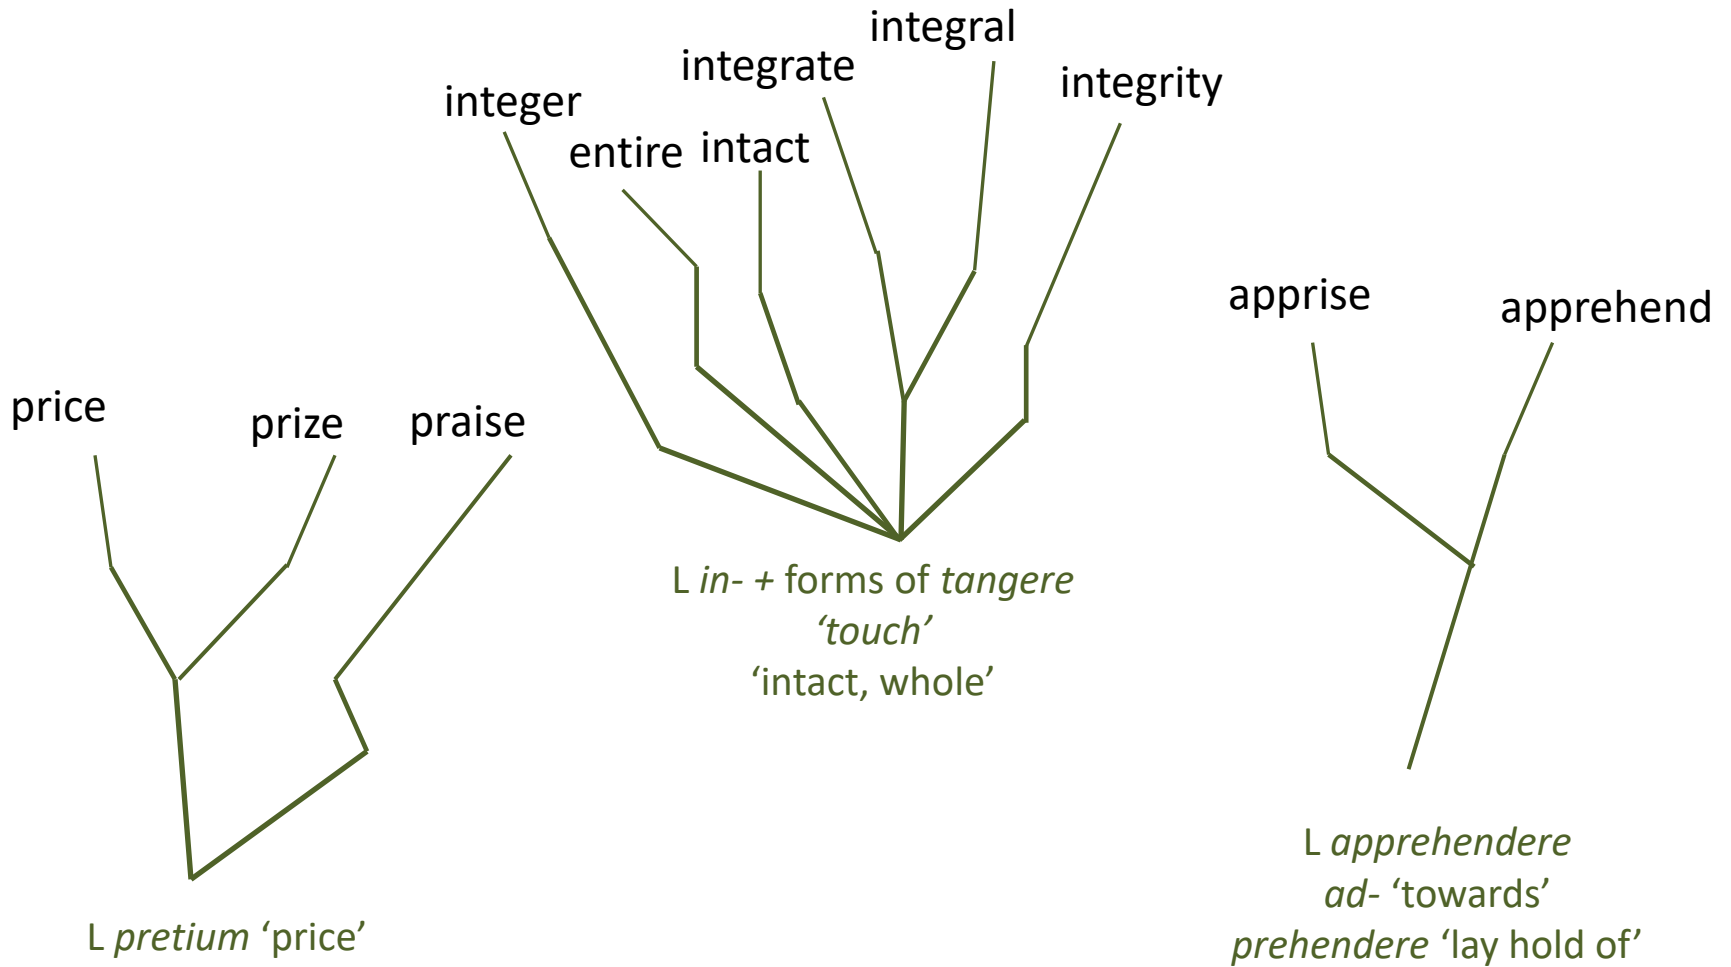 integral
integrate
integrity
integer
entire
intact
apprise
apprehend
price
prize
praise
L in- + forms of tangere
‘touch’
‘intact, whole’
L apprehendere
ad- ‘towards’
prehendere ‘lay hold of’
L pretium ‘price’